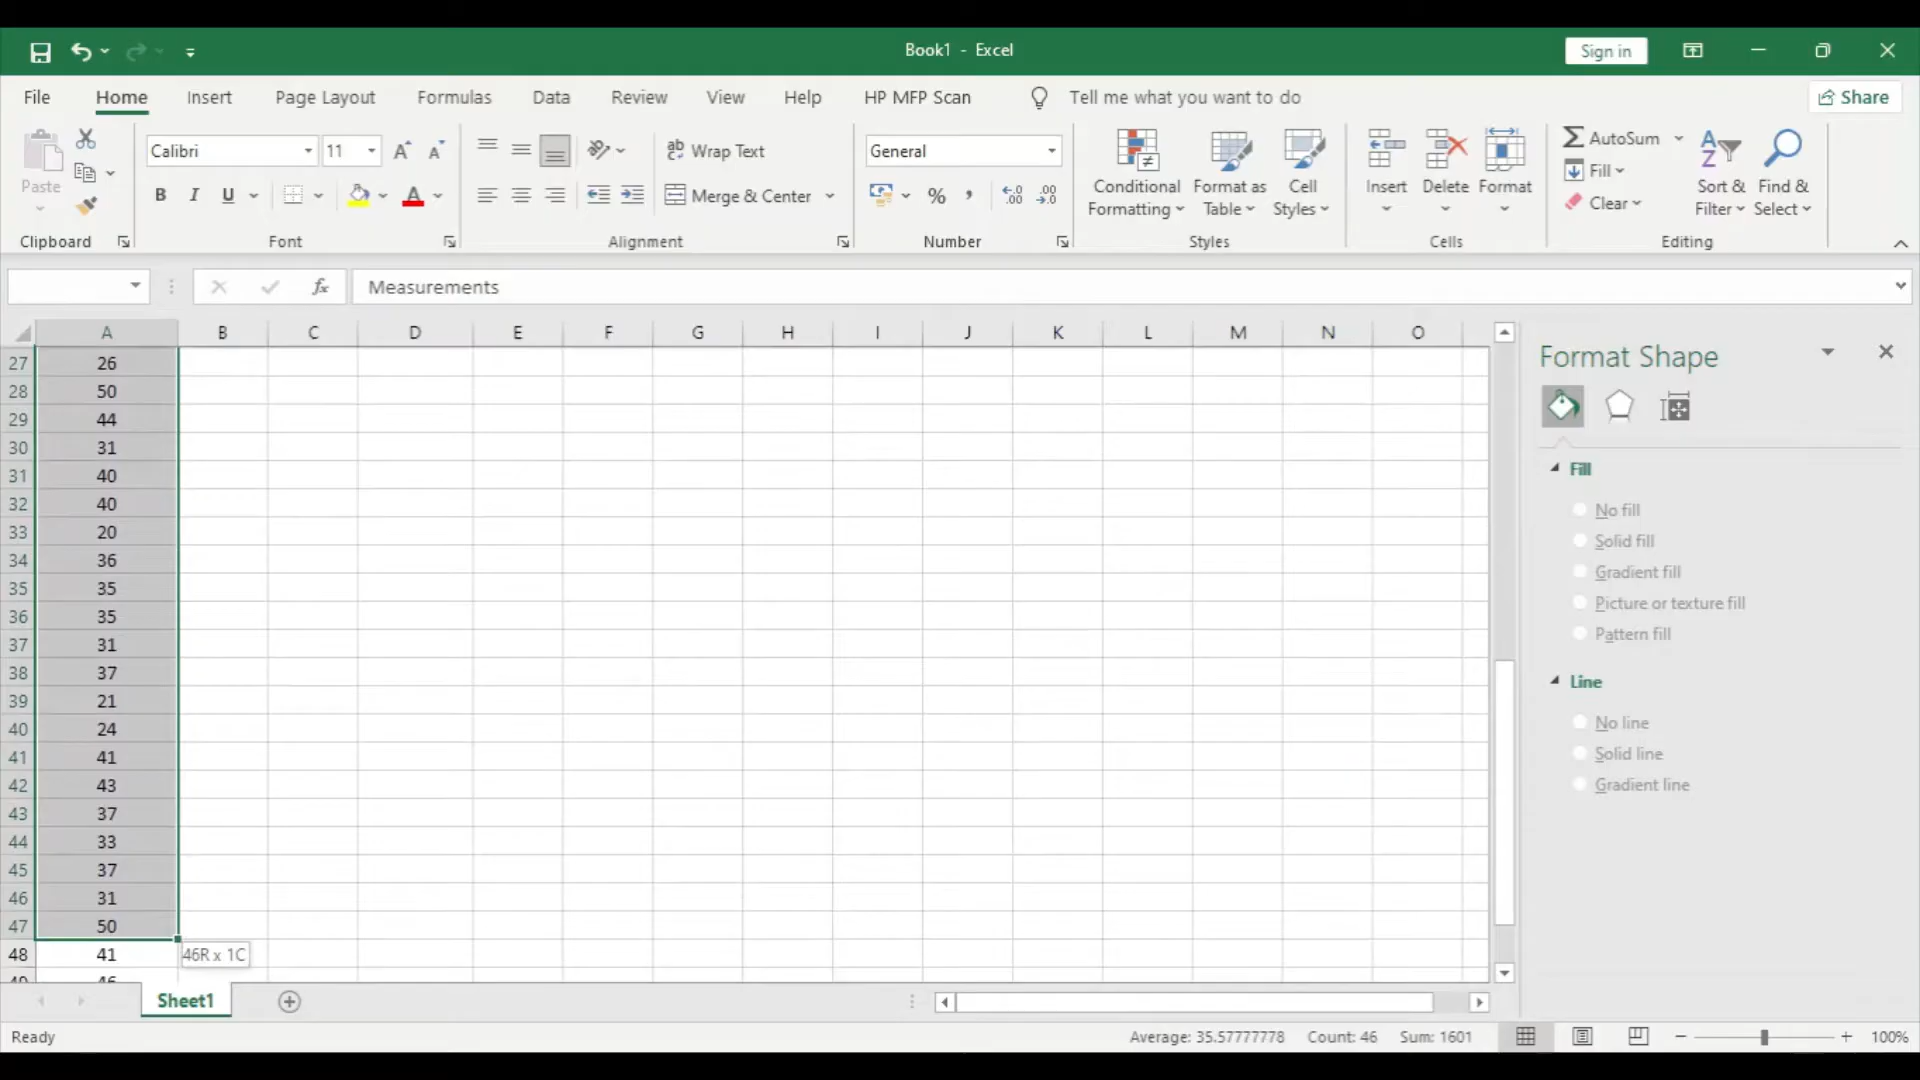 Book1 - Excel
Sign in
File Home Insert Page Layout Formulas Data Review View Help HP MFP Scan Tell me what you want to do Share
Paste
Calibri 11
B I U A
ab Wrap Text
Merge & Center
General
% ,
Conditional Formatting
Format as Table
Cell Styles
Insert
Delete
Format
AutoSum
Fill
Clear
Sort & Filter
Find & Select
Clipboard Font Alignment Number Styles Cells Editing
fx Measurements
A B C D E F G H I J K L M N O
27 26
28 50
29 44
30 31
31 40
32 40
33 20
34 36
35 35
36 35
37 31
38 37
39 21
40 24
41 41
42 43
43 37
44 33
45 37
46 31
47 50
48 41 46R x 1C
49 46
Format Shape
Fill
No fill
Solid fill
Gradient fill
Picture or texture fill
Pattern fill
Line
No line
Solid line
Gradient line
Sheet1
Ready Average: 35.57777778 Count: 46 Sum: 1601 100%